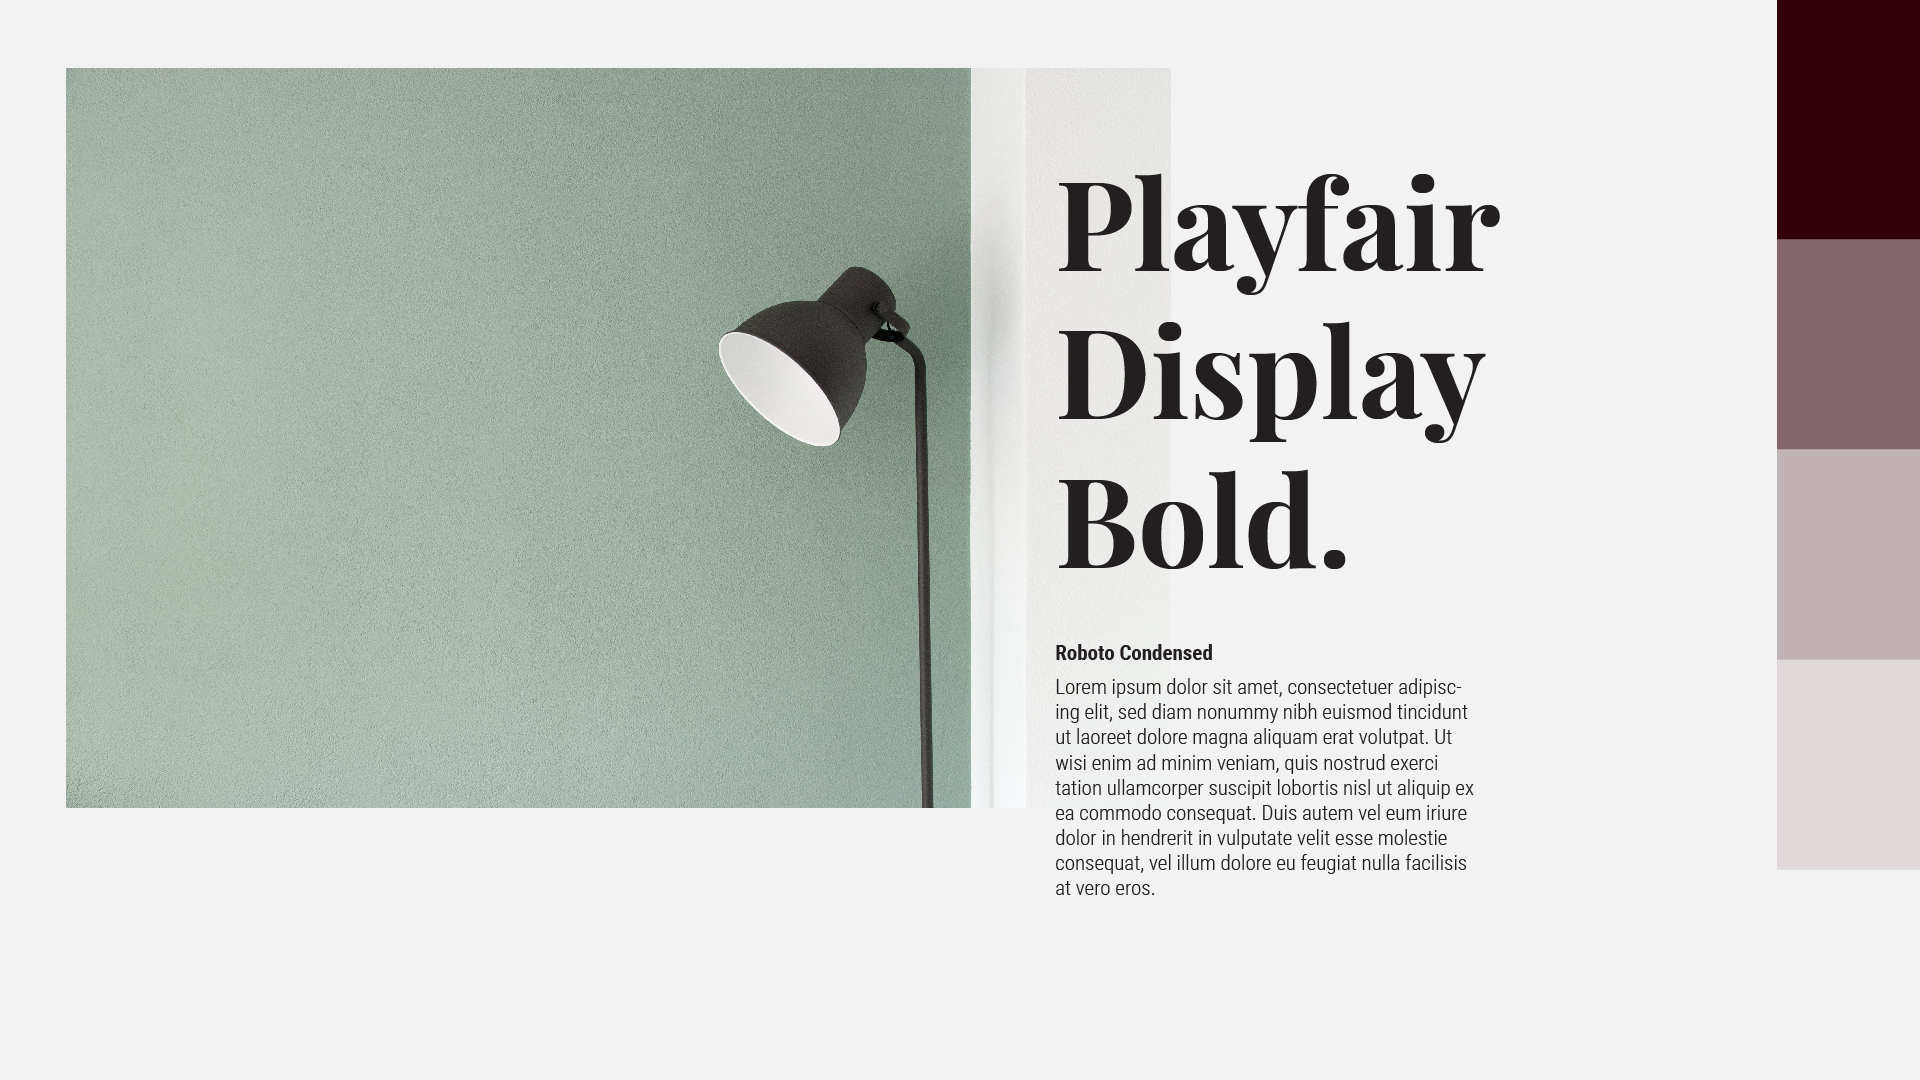 Playfair
Display
Bold.
Roboto Condensed
Lorem ipsum dolor sit amet, consectetuer adipisc-
ing elit, sed diam nonummy nibh euismod tincidunt
ut laoreet dolore magna aliquam erat volutpat. Ut
wisi enim ad minim veniam, quis nostrud exerci
tation ullamcorper suscipit lobortis nisl ut aliquip ex
ea commodo consequat. Duis autem vel eum iriure
dolor in hendrerit in vulputate velit esse molestie
consequat, vel illum dolore eu feugiat nulla facilisis
at vero eros.